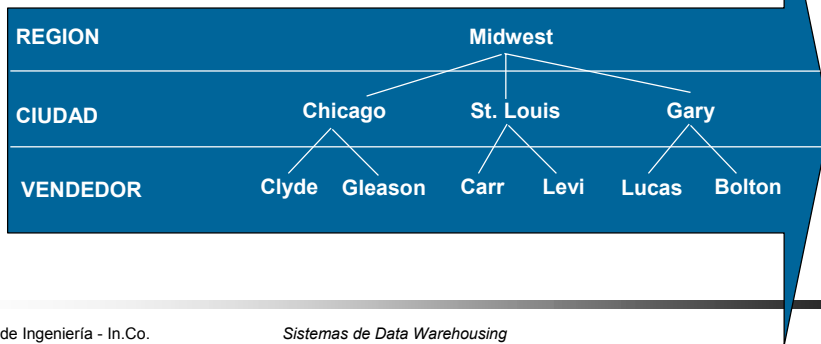 REGION Midwest
CIUDAD Chicago St. Louis Gary
VENDEDOR Clyde Gleason Carr Levi Lucas Bolton
de Ingeniería - In.Co. Sistemas de Data Warehousing